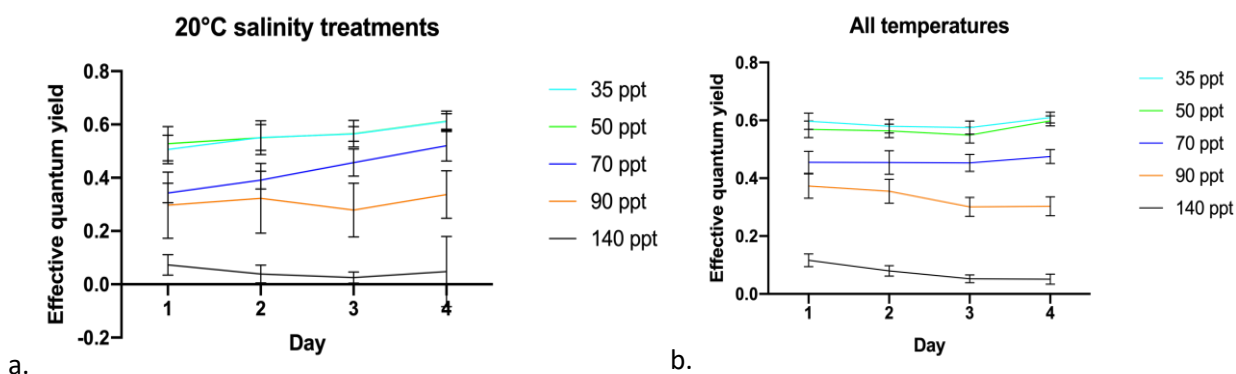 20°C salinity treatments
Effective quantum yield
0.8
0.6
0.4
0.2
0.0
-0.2
1 2 3 4
Day
35 ppt
50 ppt
70 ppt
90 ppt
140 ppt
a.
All temperatures
Effective quantum yield
0.8
0.6
0.4
0.2
0.0
1 2 3 4
Day
35 ppt
50 ppt
70 ppt
90 ppt
140 ppt
b.